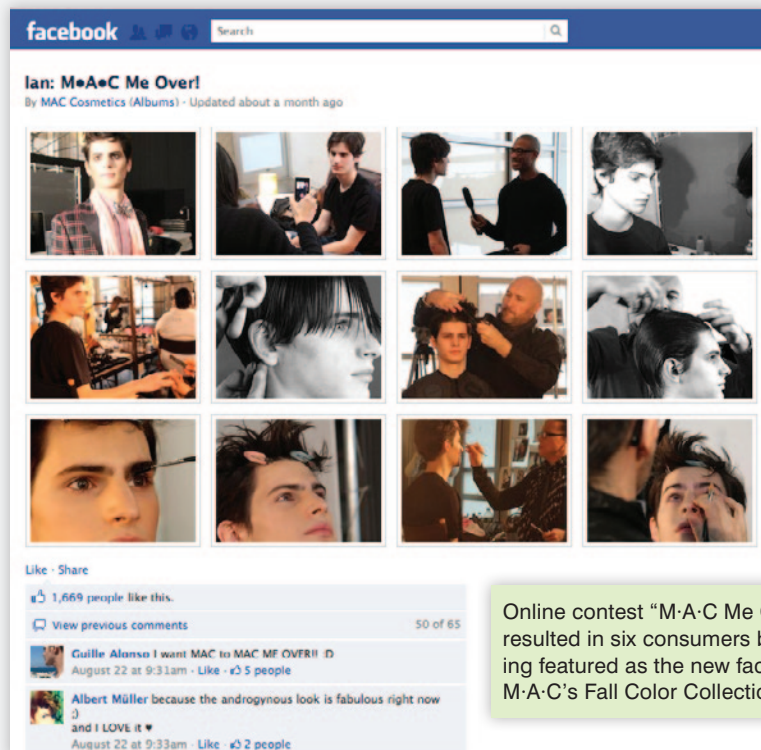 facebook Search
Ian: M•A•C Me Over!
By MAC Cosmetics (Albums) · Updated about a month ago
Like · Share
1,669 people like this.
View previous comments 50 of 65
Guille Alonso I want MAC to MAC ME OVER!! :D
August 22 at 9:31am · Like · 5 people
Albert Müller because the androgynous look is fabulous right now
;)
and I LOVE it ♥
August 22 at 9:33am · Like · 2 people
Online contest “M·A·C Me
resulted in six consumers b
ing featured as the new fac
M·A·C’s Fall Color Collectio